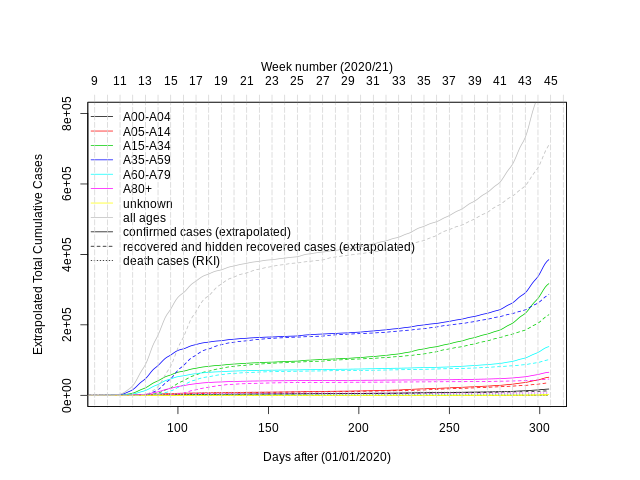 Week number (2020/21)
9 11 13 15 17 19 21 23 25 27 29 31 33 35 37 39 41 43 45
Extrapolated Total Cumulative Cases
8e+05
6e+05
4e+05
2e+05
0e+00
A00-A04
A05-A14
A15-A34
A35-A59
A60-A79
A80+
unknown
all ages
confirmed cases (extrapolated)
recovered and hidden recovered cases (extrapolated)
death cases (RKI)
100 150 200 250 300
Days after (01/01/2020)